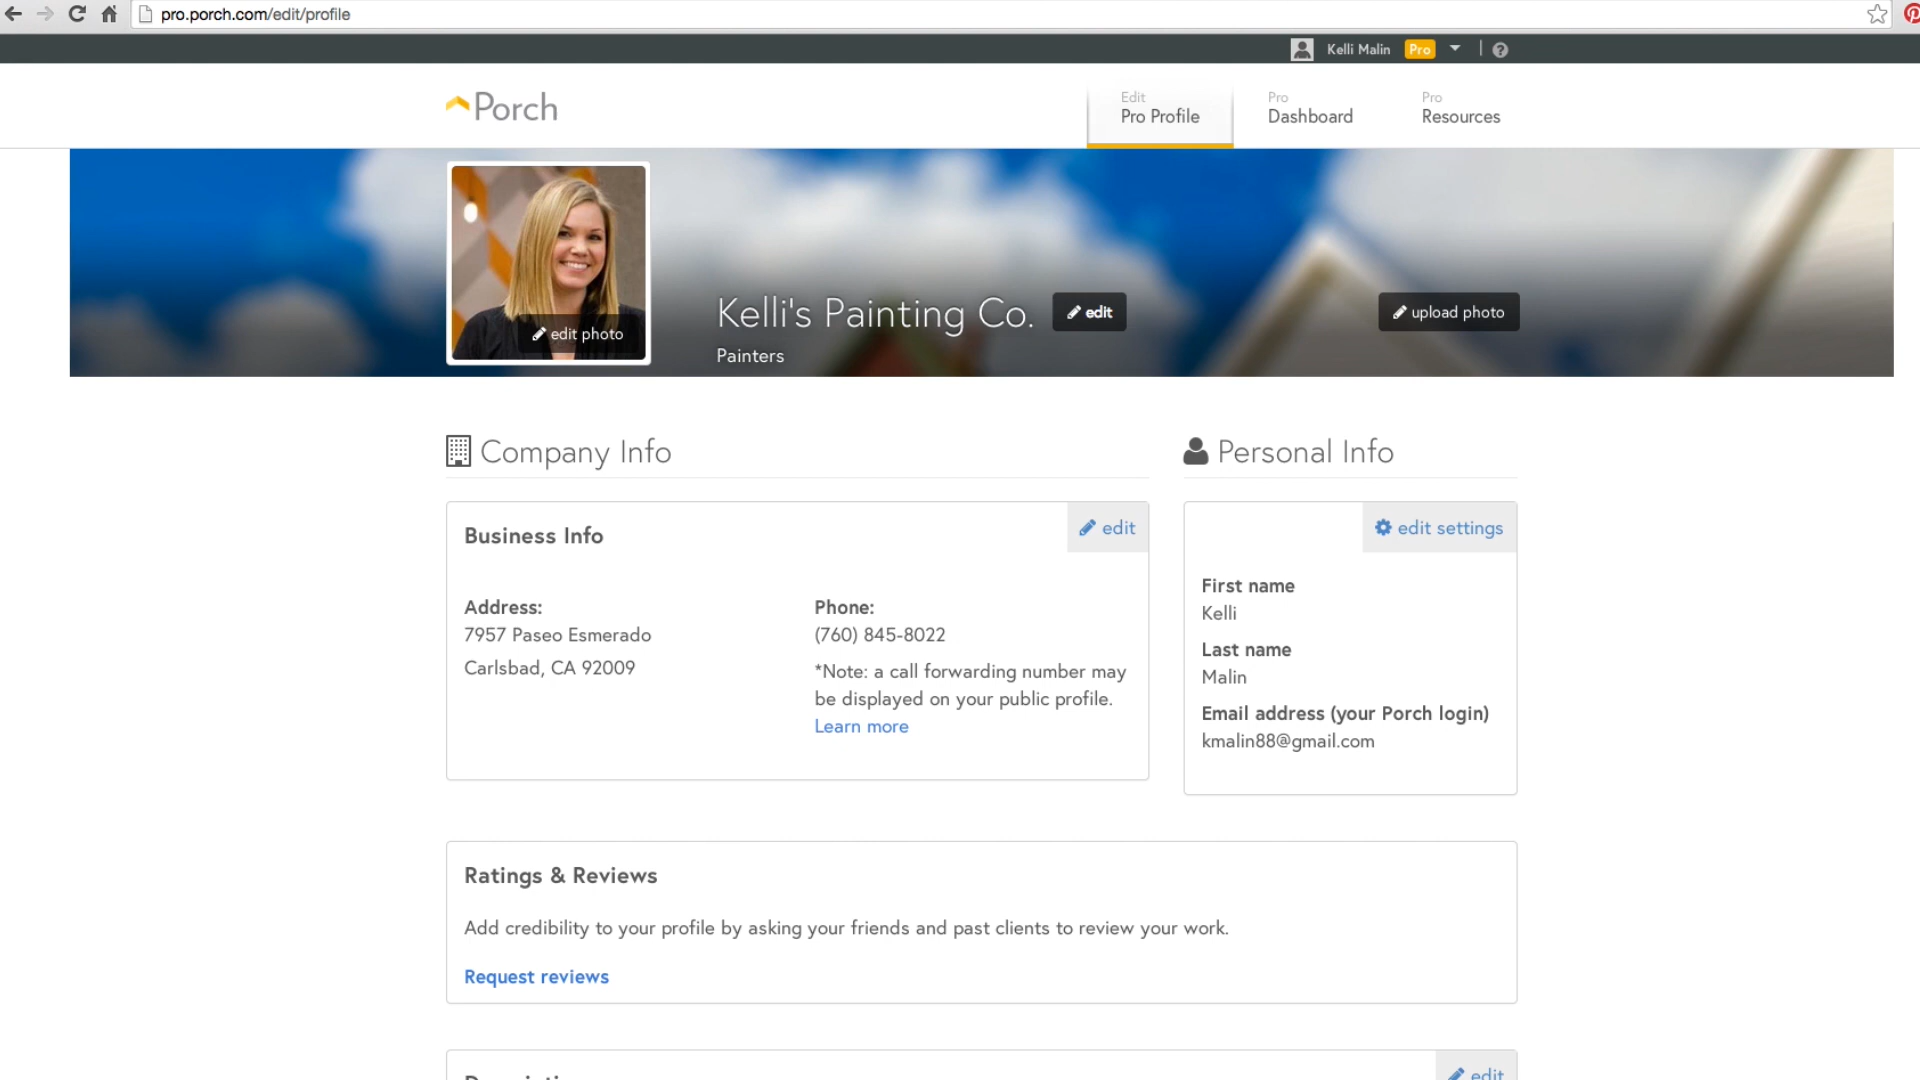 pro.porch.com/edit/profile
Kelli Malin Pro
Porch
Edit
Pro Profile
Pro
Dashboard
Pro
Resources
edit photo
Kelli's Painting Co.
edit
upload photo
Painters
Company Info
Personal Info
Business Info
edit
edit settings
Address:
7957 Paseo Esmerado
Carlsbad, CA 92009
Phone:
(760) 845-8022
*Note: a call forwarding number may
be displayed on your public profile.
Learn more
First name
Kelli
Last name
Malin
Email address (your Porch login)
kmalin88@gmail.com
Ratings & Reviews
Add credibility to your profile by asking your friends and past clients to review your work.
Request reviews
edit